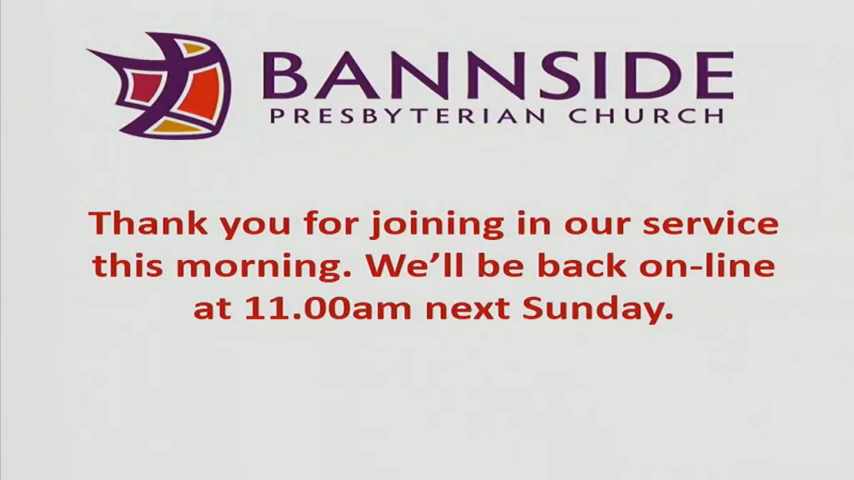 BANNSIDE
PRESBYTERIAN CHURCH
Thank you for joining in our service
this morning. We’ll be back on-line
at 11.00am next Sunday.